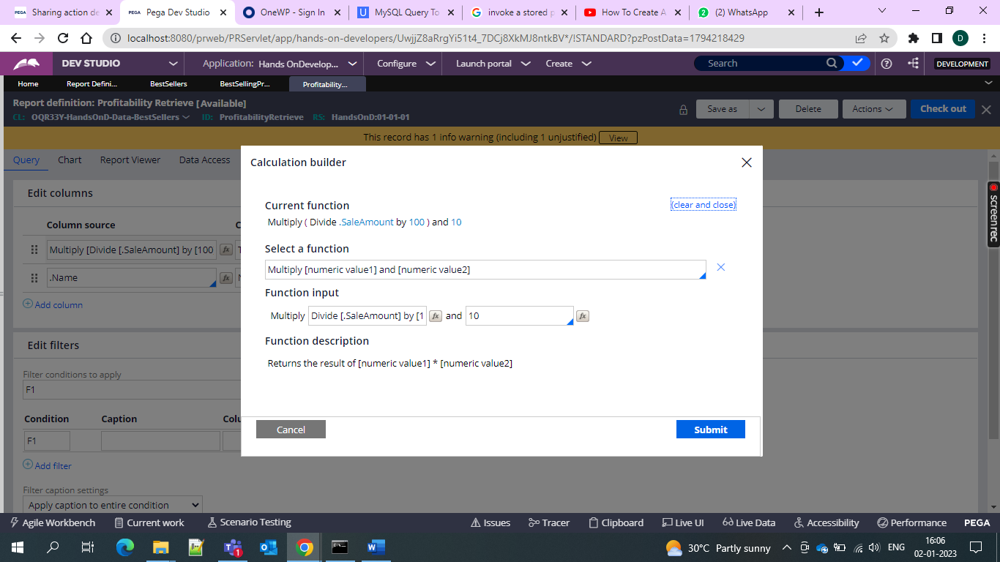 PEGA Sharing action de
PEGA Pega Dev Studio
OneWP - Sign In
U MySQL Query To
G invoke a stored p
How To Create A
2 (2) WhatsApp
localhost:8080/prweb/PRServlet/app/hands-on-developers/UwjjZ8aRrgYi51t4_7DCj8XkMJ8ntkBV*/!STANDARD?pzPostData=1794218429
D
DEV STUDIO Application: Hands OnDevelop... Configure Launch portal Create Search DEVELOPMENT
Home Report Defini... BestSellers BestSellingPr... Profitability...
Report definition: Profitability Retrieve [Available]
CL: OQR33Y-HandsOnD-Data-BestSellers ID: ProfitabilityRetrieve RS: HandsOnD:01-01-01
Save as Delete Actions Check out
This record has 1 info warning (including 1 unjustified) View
Query Chart Report Viewer Data Access
Calculation builder
Edit columns
Current function (clear and close)
Multiply ( Divide .SaleAmount by 100 ) and 10
Column source C
Select a function
Multiply [Divide [.SaleAmount] by [100 fx T
Multiply [numeric value1] and [numeric value2]
.Name fx N
Function input
Add column
Multiply Divide [.SaleAmount] by [1 fx and 10 fx
Function description
Edit filters
Returns the result of [numeric value1] * [numeric value2]
Filter conditions to apply
F1
Condition Caption Colu
Cancel Submit
F1
Add filter
Filter caption settings
Apply caption to entire condition
screenrec
Agile Workbench Current work Scenario Testing Issues Tracer Clipboard Live UI Live Data Accessibility Performance PEGA
1
30°C Partly sunny ENG 16:06
02-01-2023